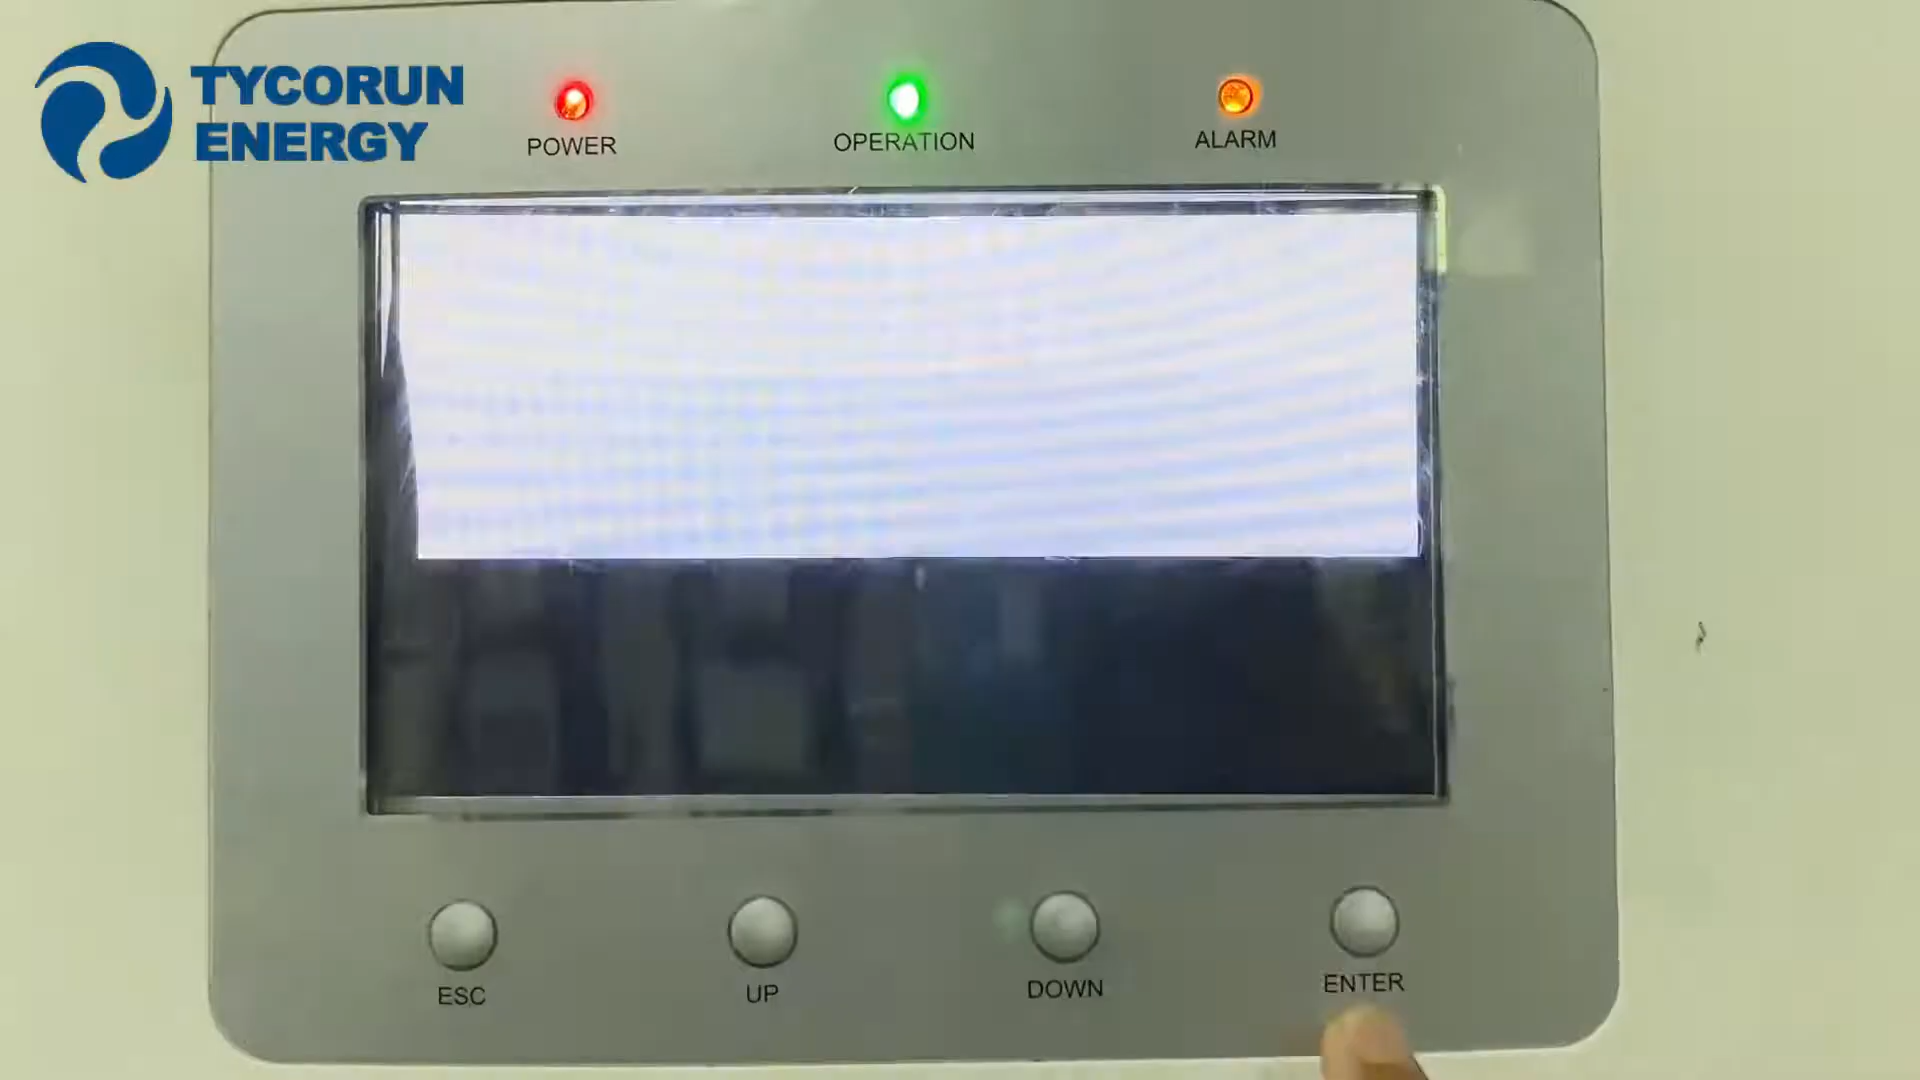 TYCORUN
ENERGY
POWER
OPERATION
ALARM
ESC
UP
DOWN
ENTER